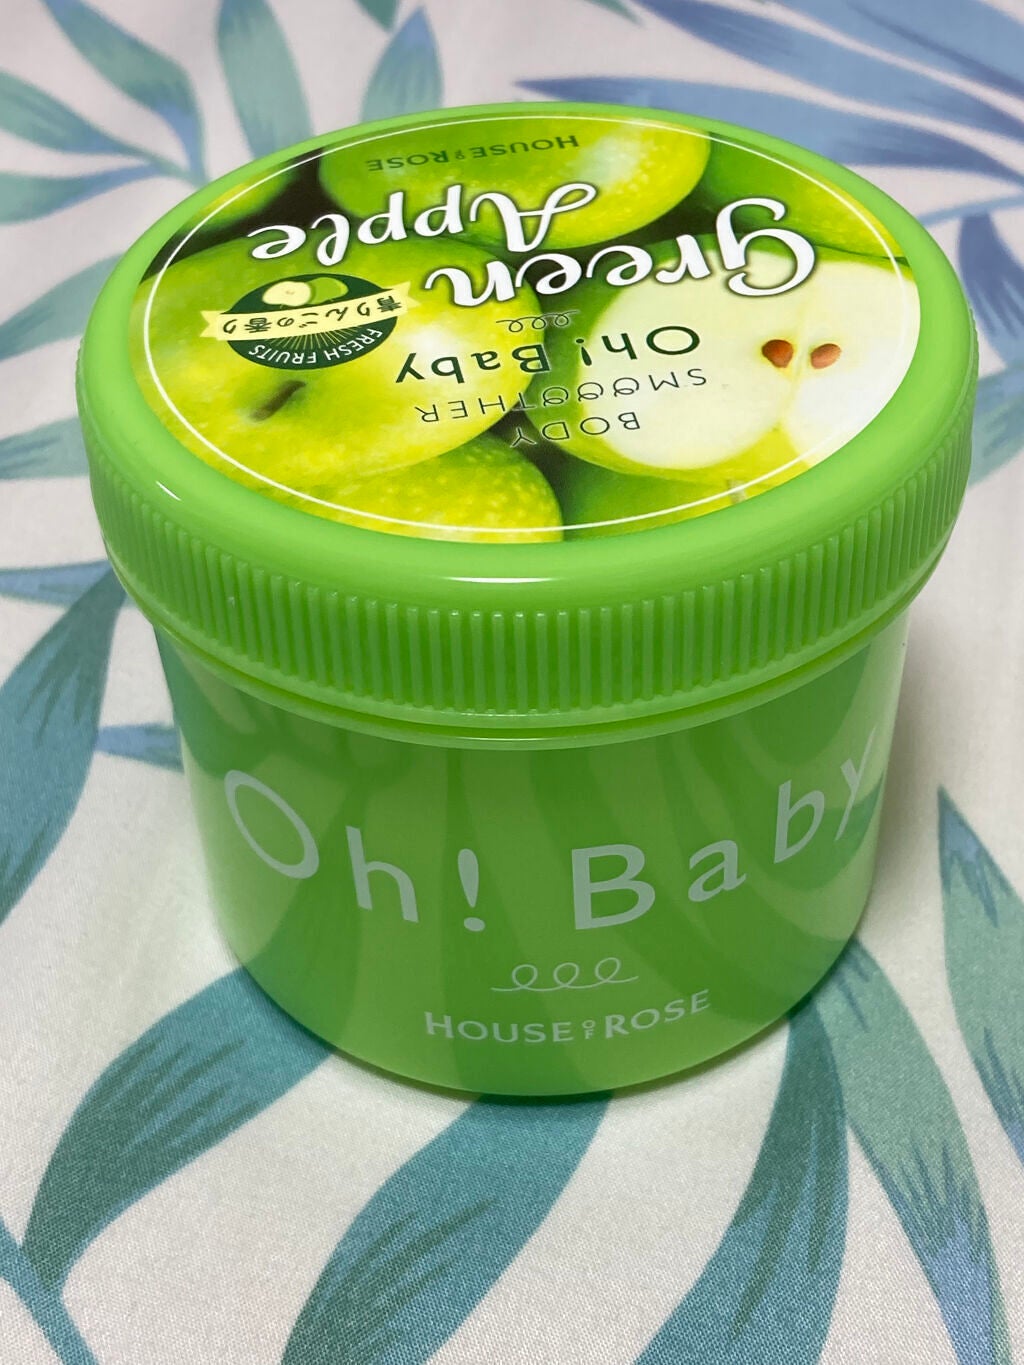 BODY
SMOOOTHER
Oh! Baby
Green
Apple
HOUSE OF ROSE
FRESH FRUITS
青りんごの香り
Oh! Baby
HOUSE OF ROSE